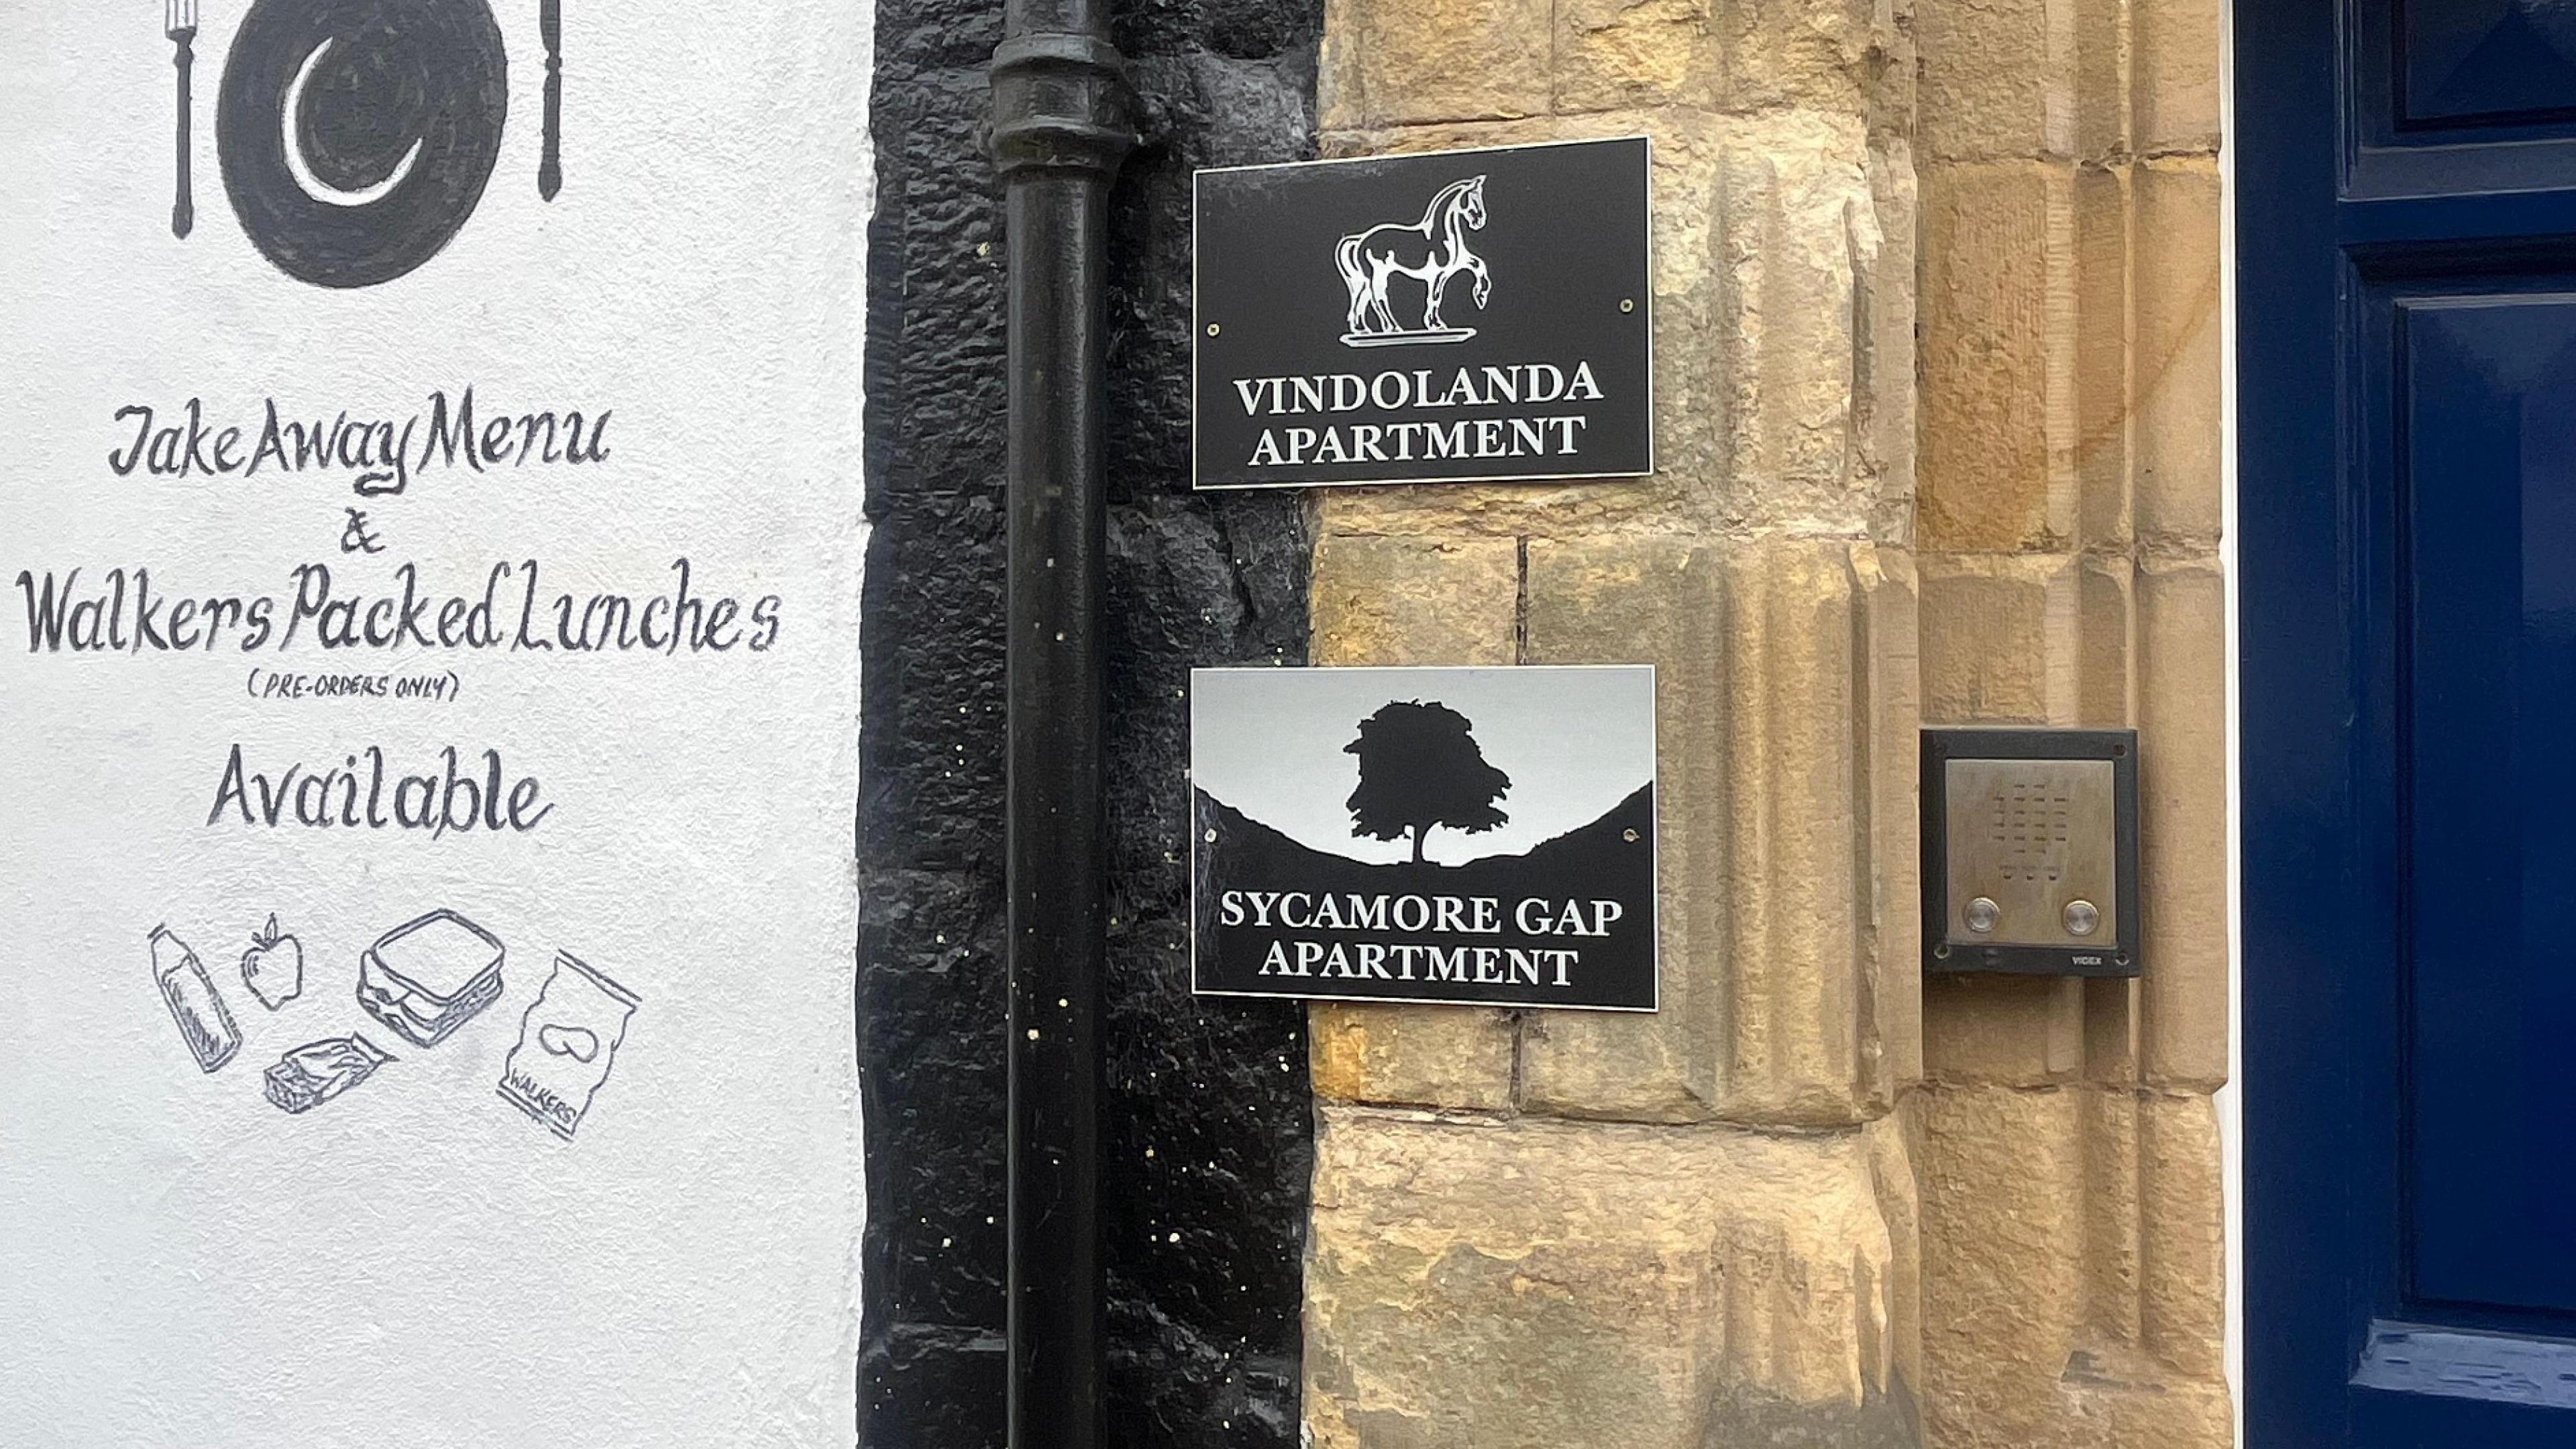 Take Away Menu
&
Walkers Packed Lunches
(PRE-ORDERS ONLY)
Available
WALKERS
VINDOLANDA
APARTMENT
SYCAMORE GAP
APARTMENT
VIDEX